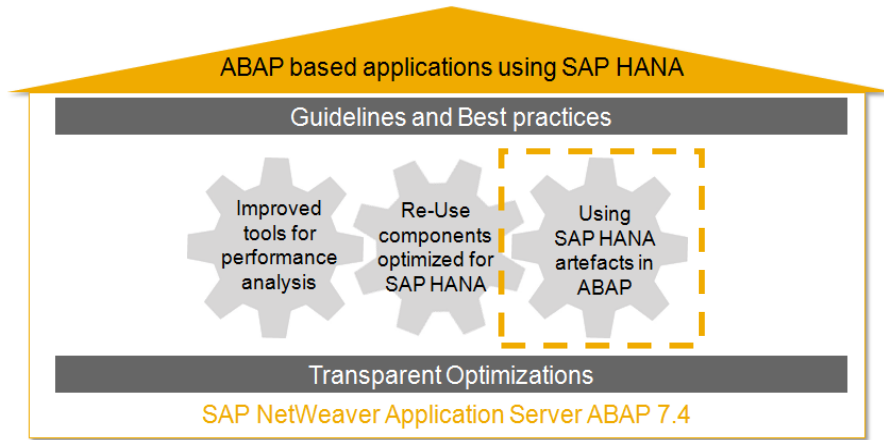 ABAP based applications using SAP HANA
Guidelines and Best practices
Improved
tools for
performance
analysis
Re-Use
components
optimized for
SAP HANA
Using
SAP HANA
artefacts in
ABAP
Transparent Optimizations
SAP NetWeaver Application Server ABAP 7.4